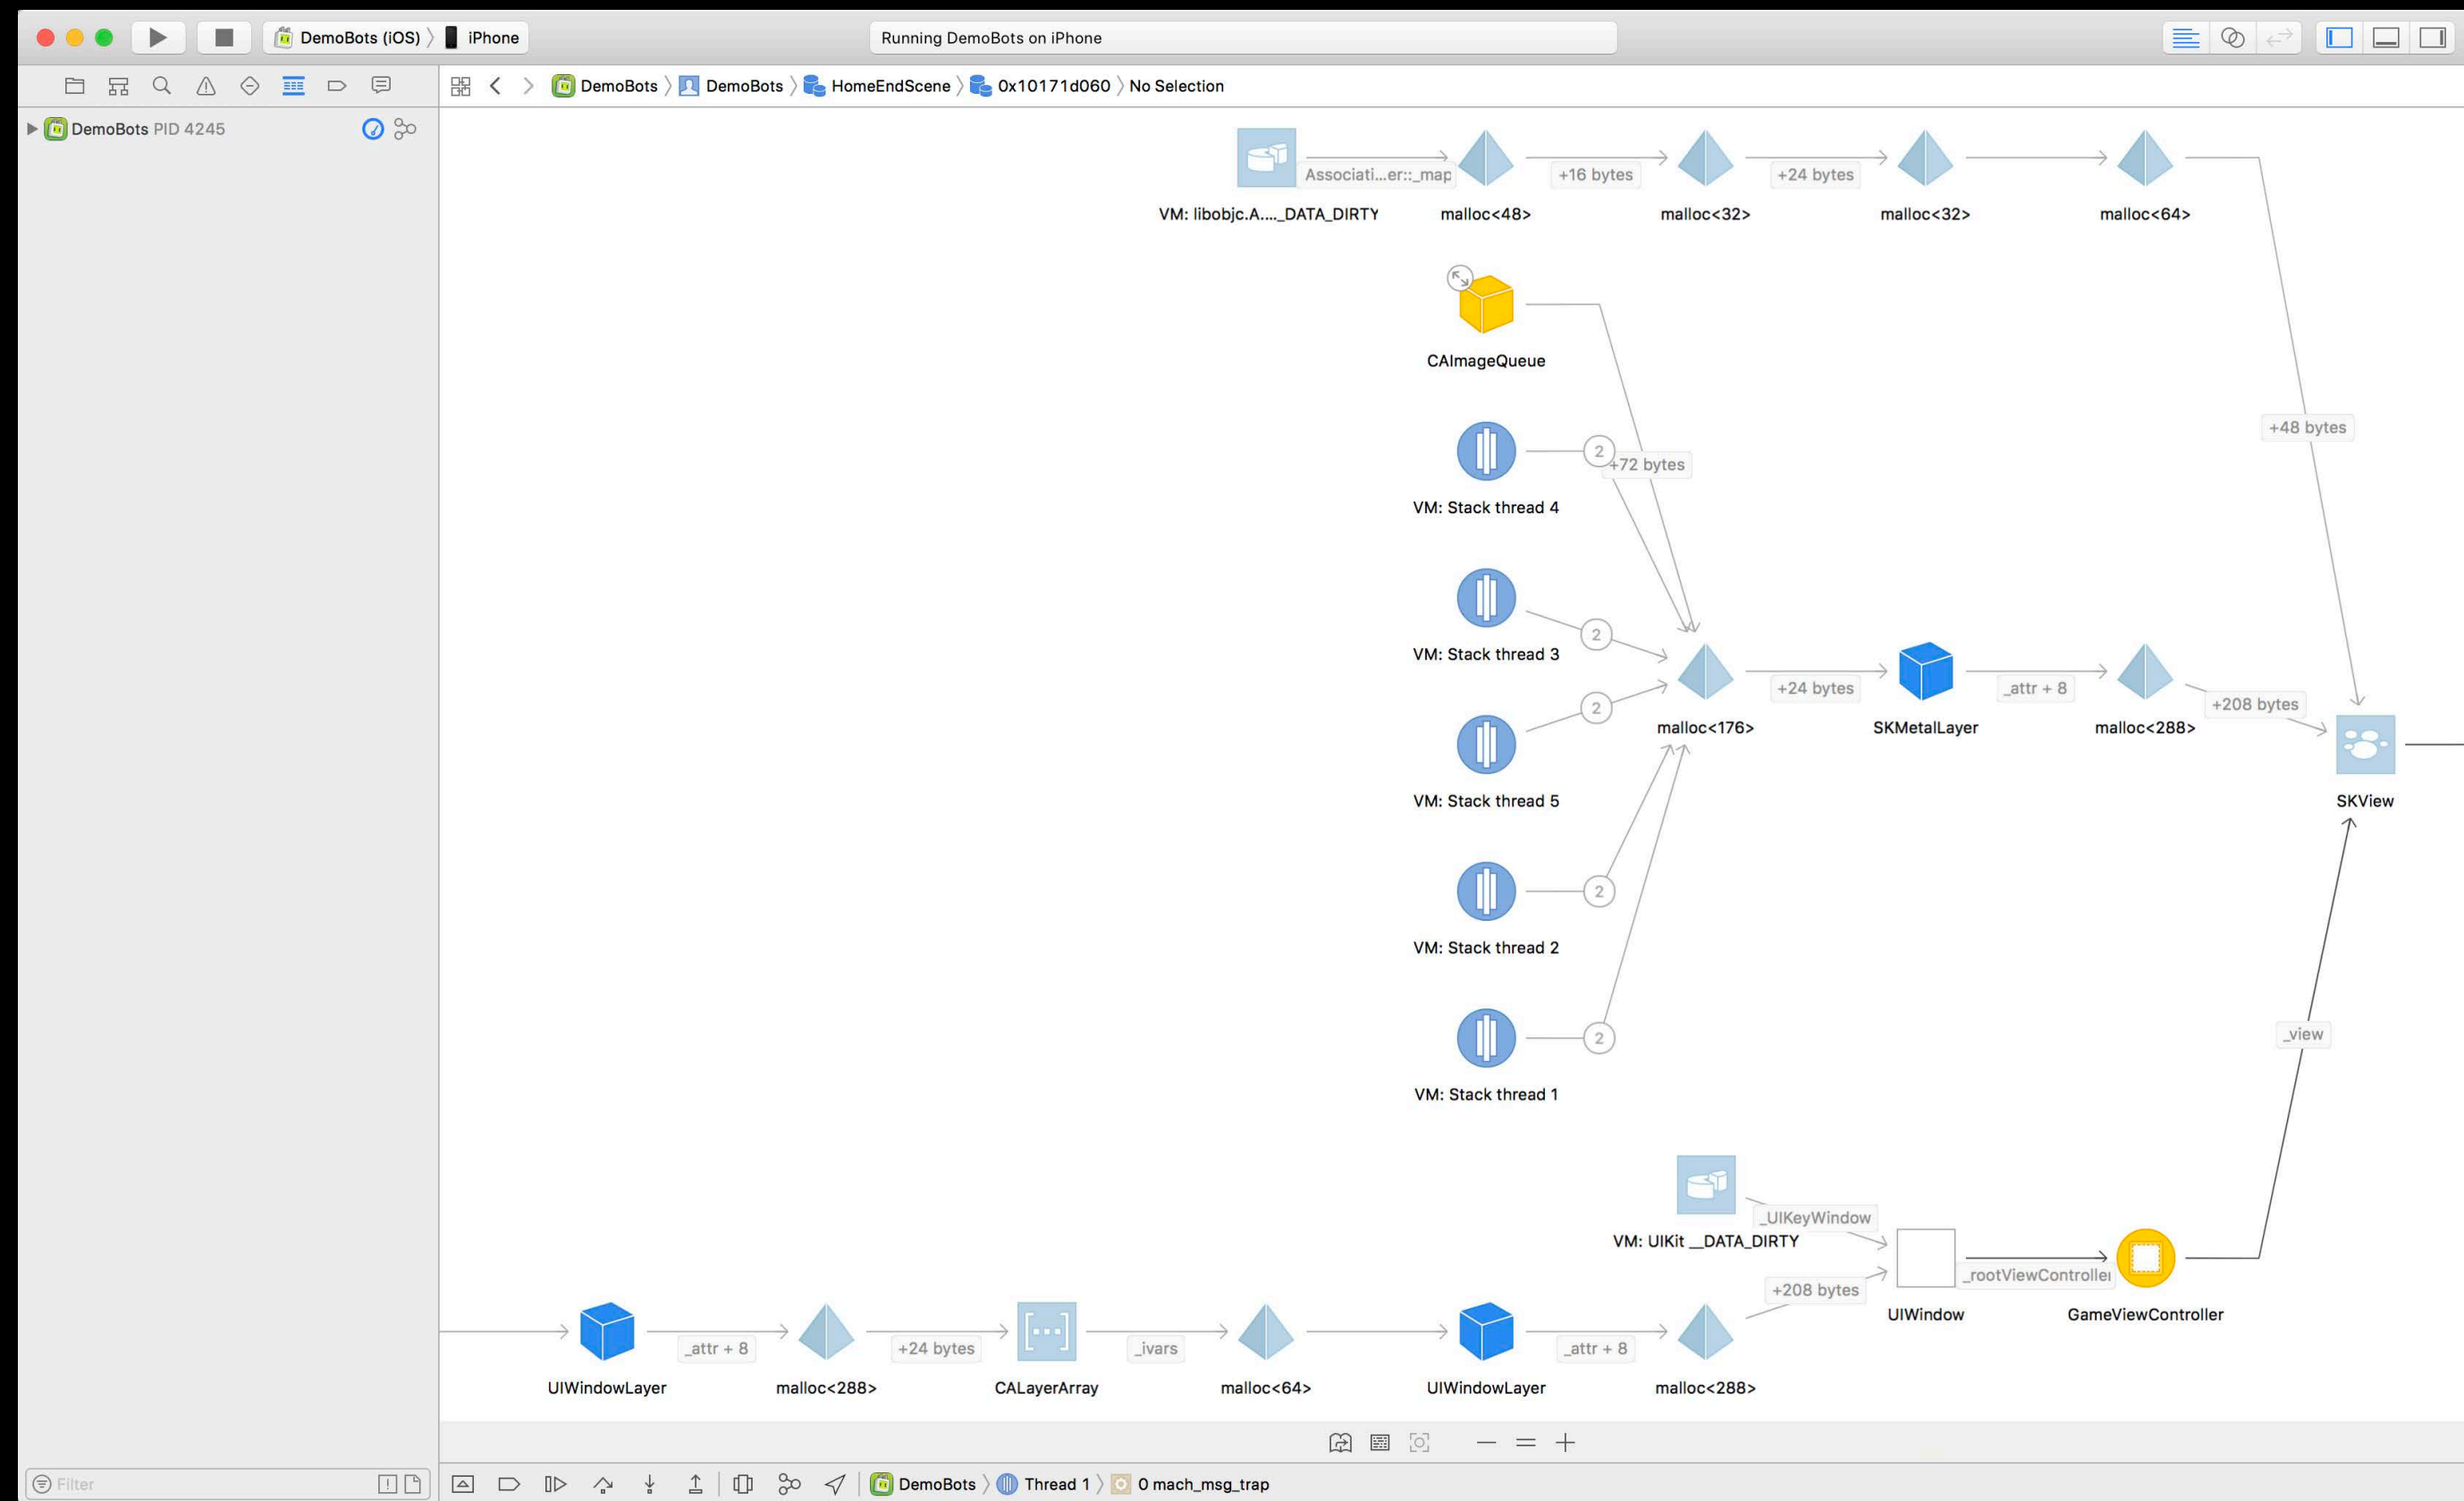 DemoBots (iOS) iPhone
Running DemoBots on iPhone
DemoBots DemoBots HomeEndScene 0x10171d060 No Selection
DemoBots PID 4245
Associati...er::_map
+16 bytes
+24 bytes
VM: libobjc.A...._DATA_DIRTY
malloc<48>
malloc<32>
malloc<32>
malloc<64>
CAImageQueue
+48 bytes
2
+72 bytes
VM: Stack thread 4
2
VM: Stack thread 3
+24 bytes
_attr + 8
+208 bytes
2
malloc<176>
SKMetalLayer
malloc<288>
VM: Stack thread 5
SKView
2
VM: Stack thread 2
2
_view
VM: Stack thread 1
_UIKeyWindow
VM: UIKit __DATA_DIRTY
_rootViewController
+208 bytes
UIWindow
GameViewController
_attr + 8
+24 bytes
_ivars
_attr + 8
UIWindowLayer
malloc<288>
CALayerArray
malloc<64>
UIWindowLayer
malloc<288>
Filter
DemoBots Thread 1 0 mach_msg_trap